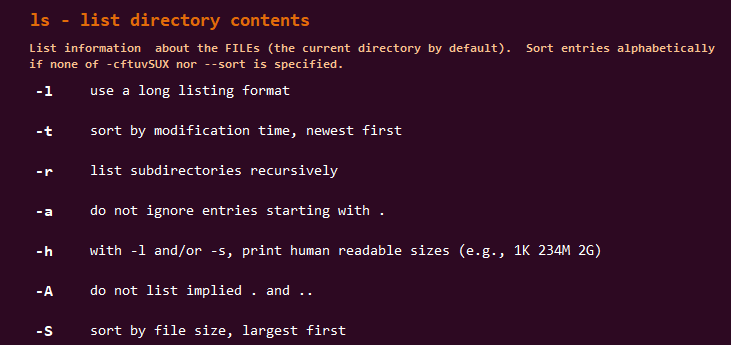 ls - list directory contents
List information  about the FILEs (the current directory by default).  Sort entries alphabetically
if none of -cftuvSUX nor --sort is specified.
-l use a long listing format
-t sort by modification time, newest first
-r list subdirectories recursively
-a do not ignore entries starting with .
-h with -l and/or -s, print human readable sizes (e.g., 1K 234M 2G)
-A do not list implied . and ..
-S sort by file size, largest first